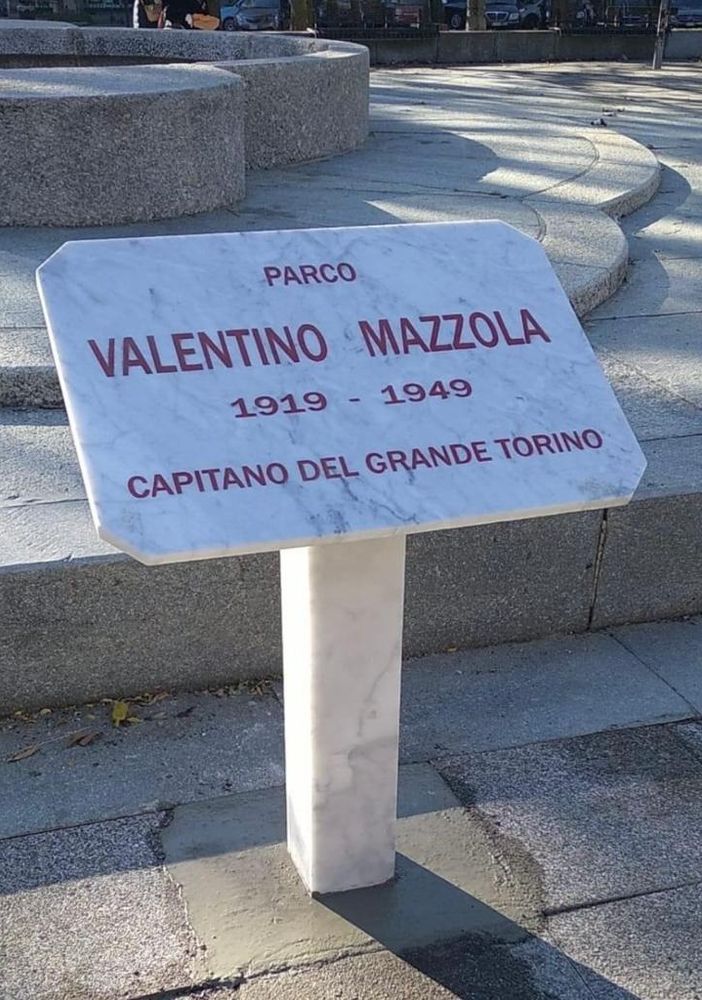 PARCO
VALENTINO MAZZOLA
1919 - 1949
CAPITANO DEL GRANDE TORINO